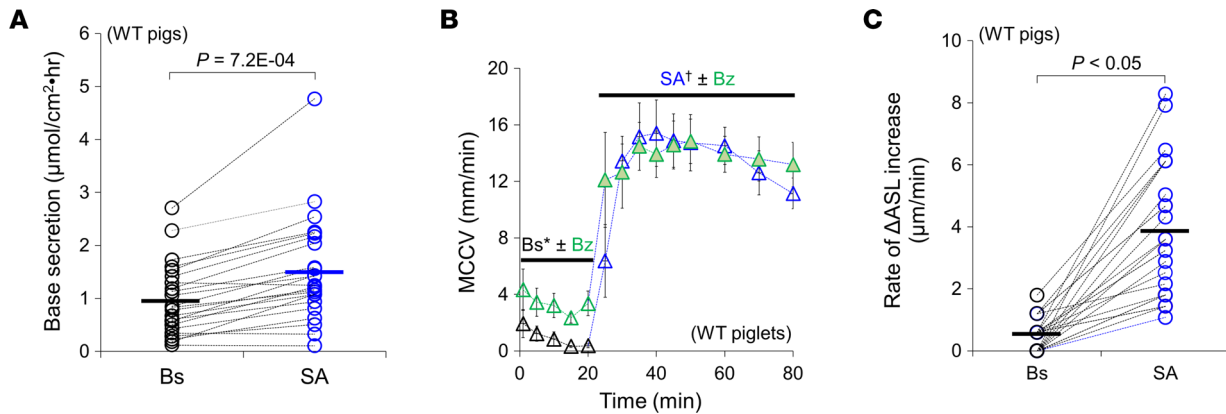 A
(WT pigs)
P = 7.2E-04
Base secretion (µmol/cm²•hr)
6
5
4
3
2
1
0
Bs
SA
B
MCCV (mm/min)
20
16
12
8
4
0
SA† ± Bz
Bs* ± Bz
(WT piglets)
0
20
40
60
80
Time (min)
C
(WT pigs)
P < 0.05
Rate of ΔASL increase
(µm/min)
10
8
6
4
2
0
Bs
SA